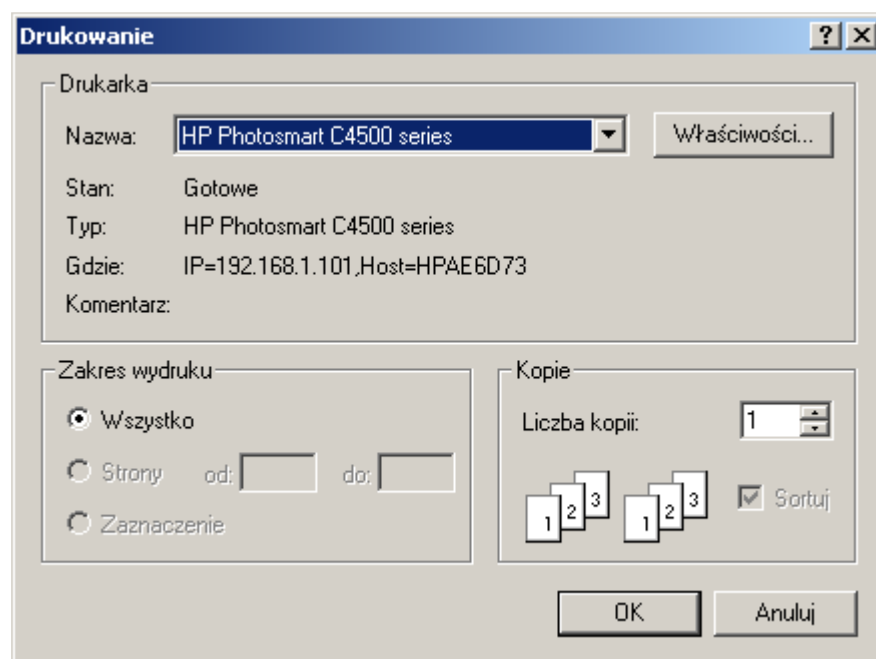 Drukowanie
Drukarka
Nazwa: HP Photosmart C4500 series Właściwości...
Stan: Gotowe
Typ: HP Photosmart C4500 series
Gdzie: IP=192.168.1.101,Host=HPAE6D73
Komentarz:
Zakres wydruku
Wszystko
Strony od: do:
Zaznaczenie
Kopie
Liczba kopii: 1
1 2 3 1 2 3 Sortuj
OK Anuluj